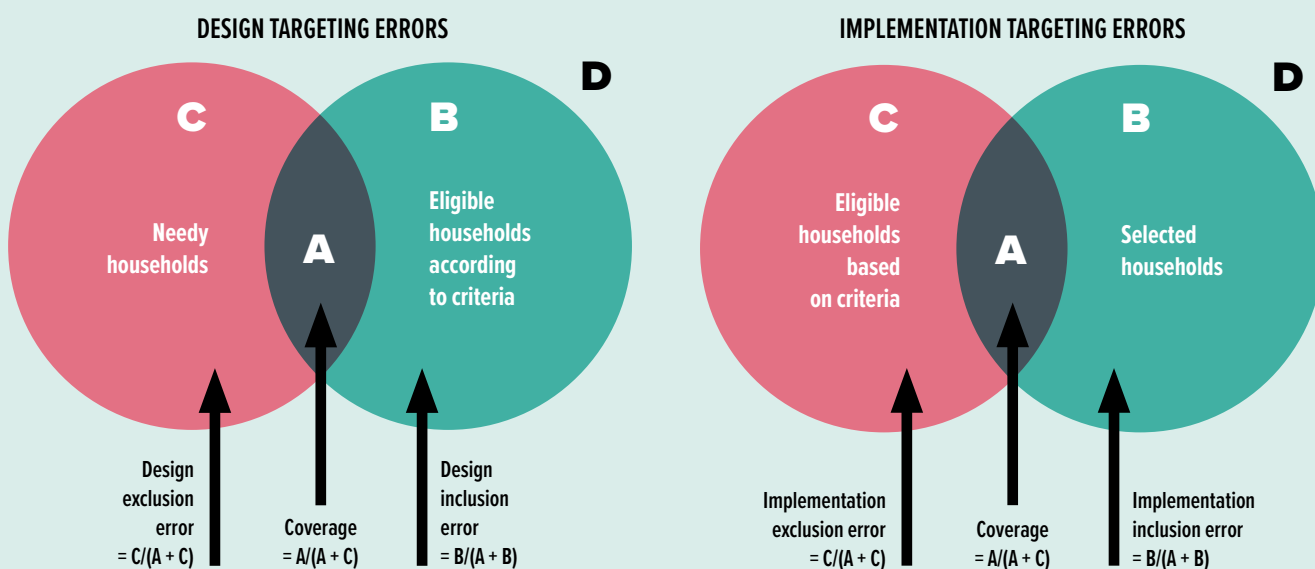 DESIGN TARGETING ERRORS
C
B
D
Needy
households
A
Eligible
households
according
to criteria
Design
exclusion
error
= C/(A + C)
Coverage
= A/(A + C)
Design
inclusion
error
= B/(A + B)
IMPLEMENTATION TARGETING ERRORS
C
B
D
Eligible
households
based
on criteria
A
Selected
households
Implementation
exclusion error
= C/(A + C)
Coverage
= A/(A + C)
Implementation
inclusion error
= B/(A + B)